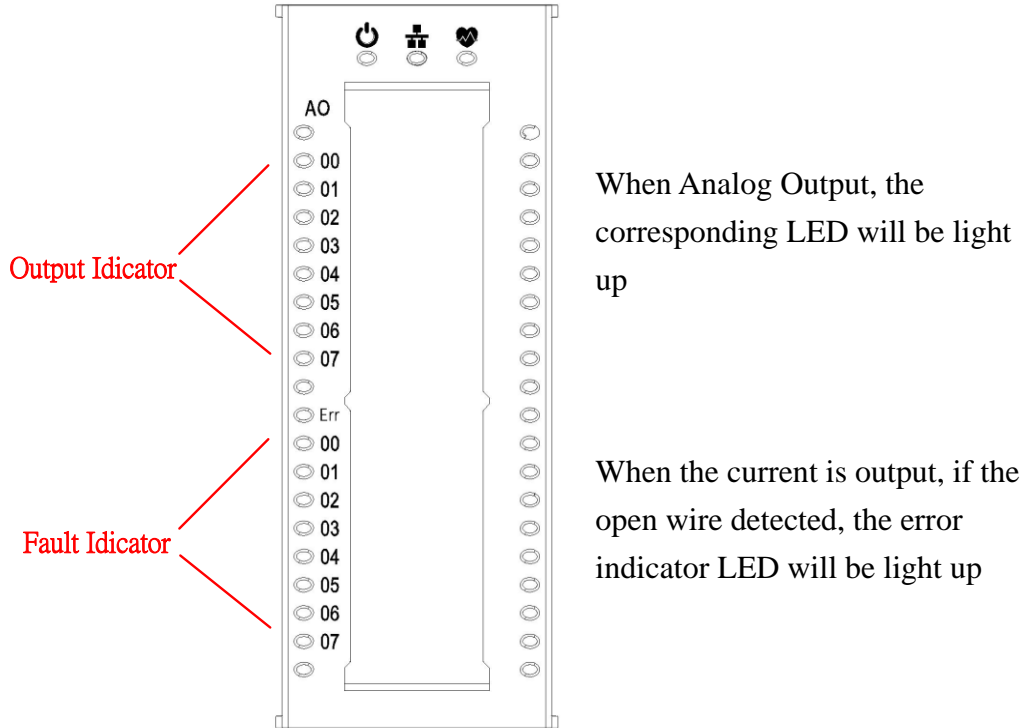 AO
00
01
02
03
04
05
06
07
Err
00
01
02
03
04
05
06
07
Output Idicator
Fault Idicator
When Analog Output, the
corresponding LED will be light
up
When the current is output, if the
open wire detected, the error
indicator LED will be light up